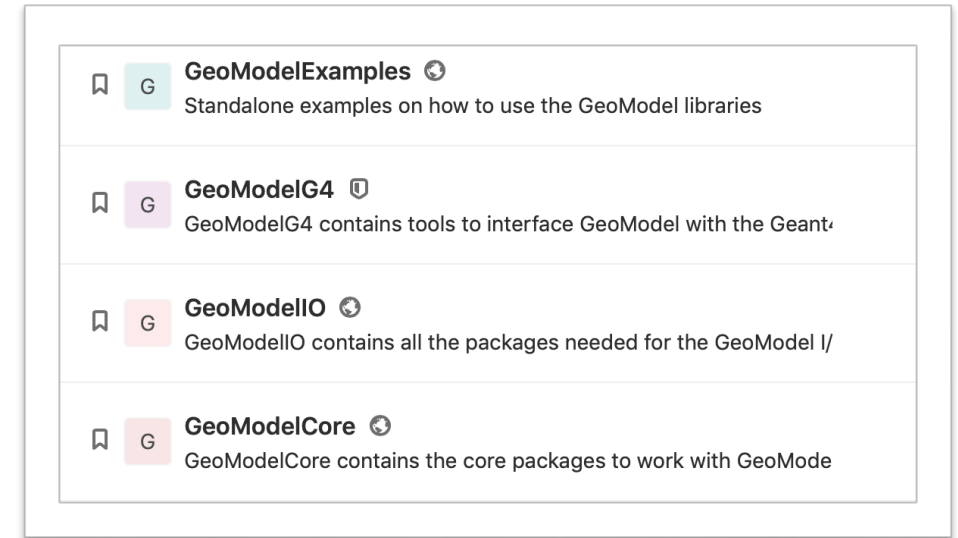 GeoModelExamples
G
Standalone examples on how to use the GeoModel libraries
GeoModelG4
G
GeoModelG4 contains tools to interface GeoModel with the Geant4
GeoModelIO
G
GeoModelIO contains all the packages needed for the GeoModel I/
GeoModelCore
G
GeoModelCore contains the core packages to work with GeoMode